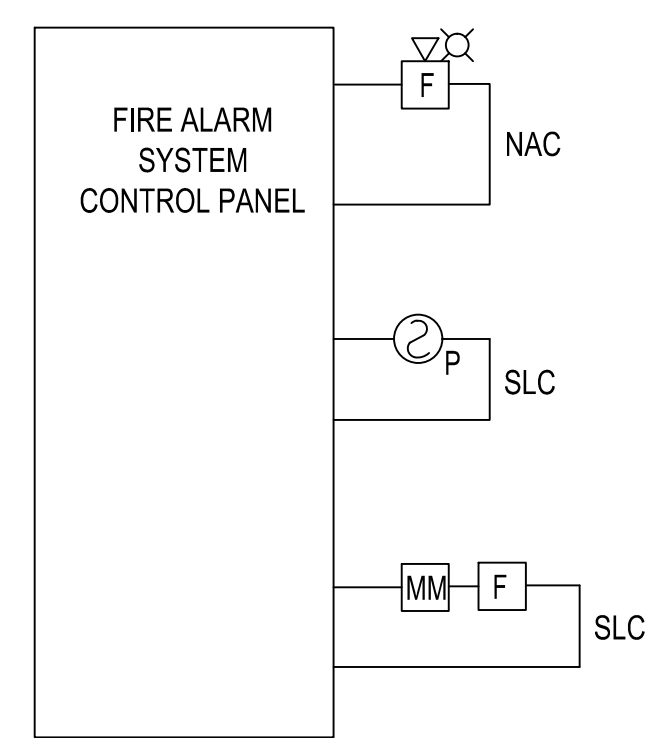 FIRE ALARM
SYSTEM
CONTROL PANEL
F
NAC
P
SLC
MM
F
SLC